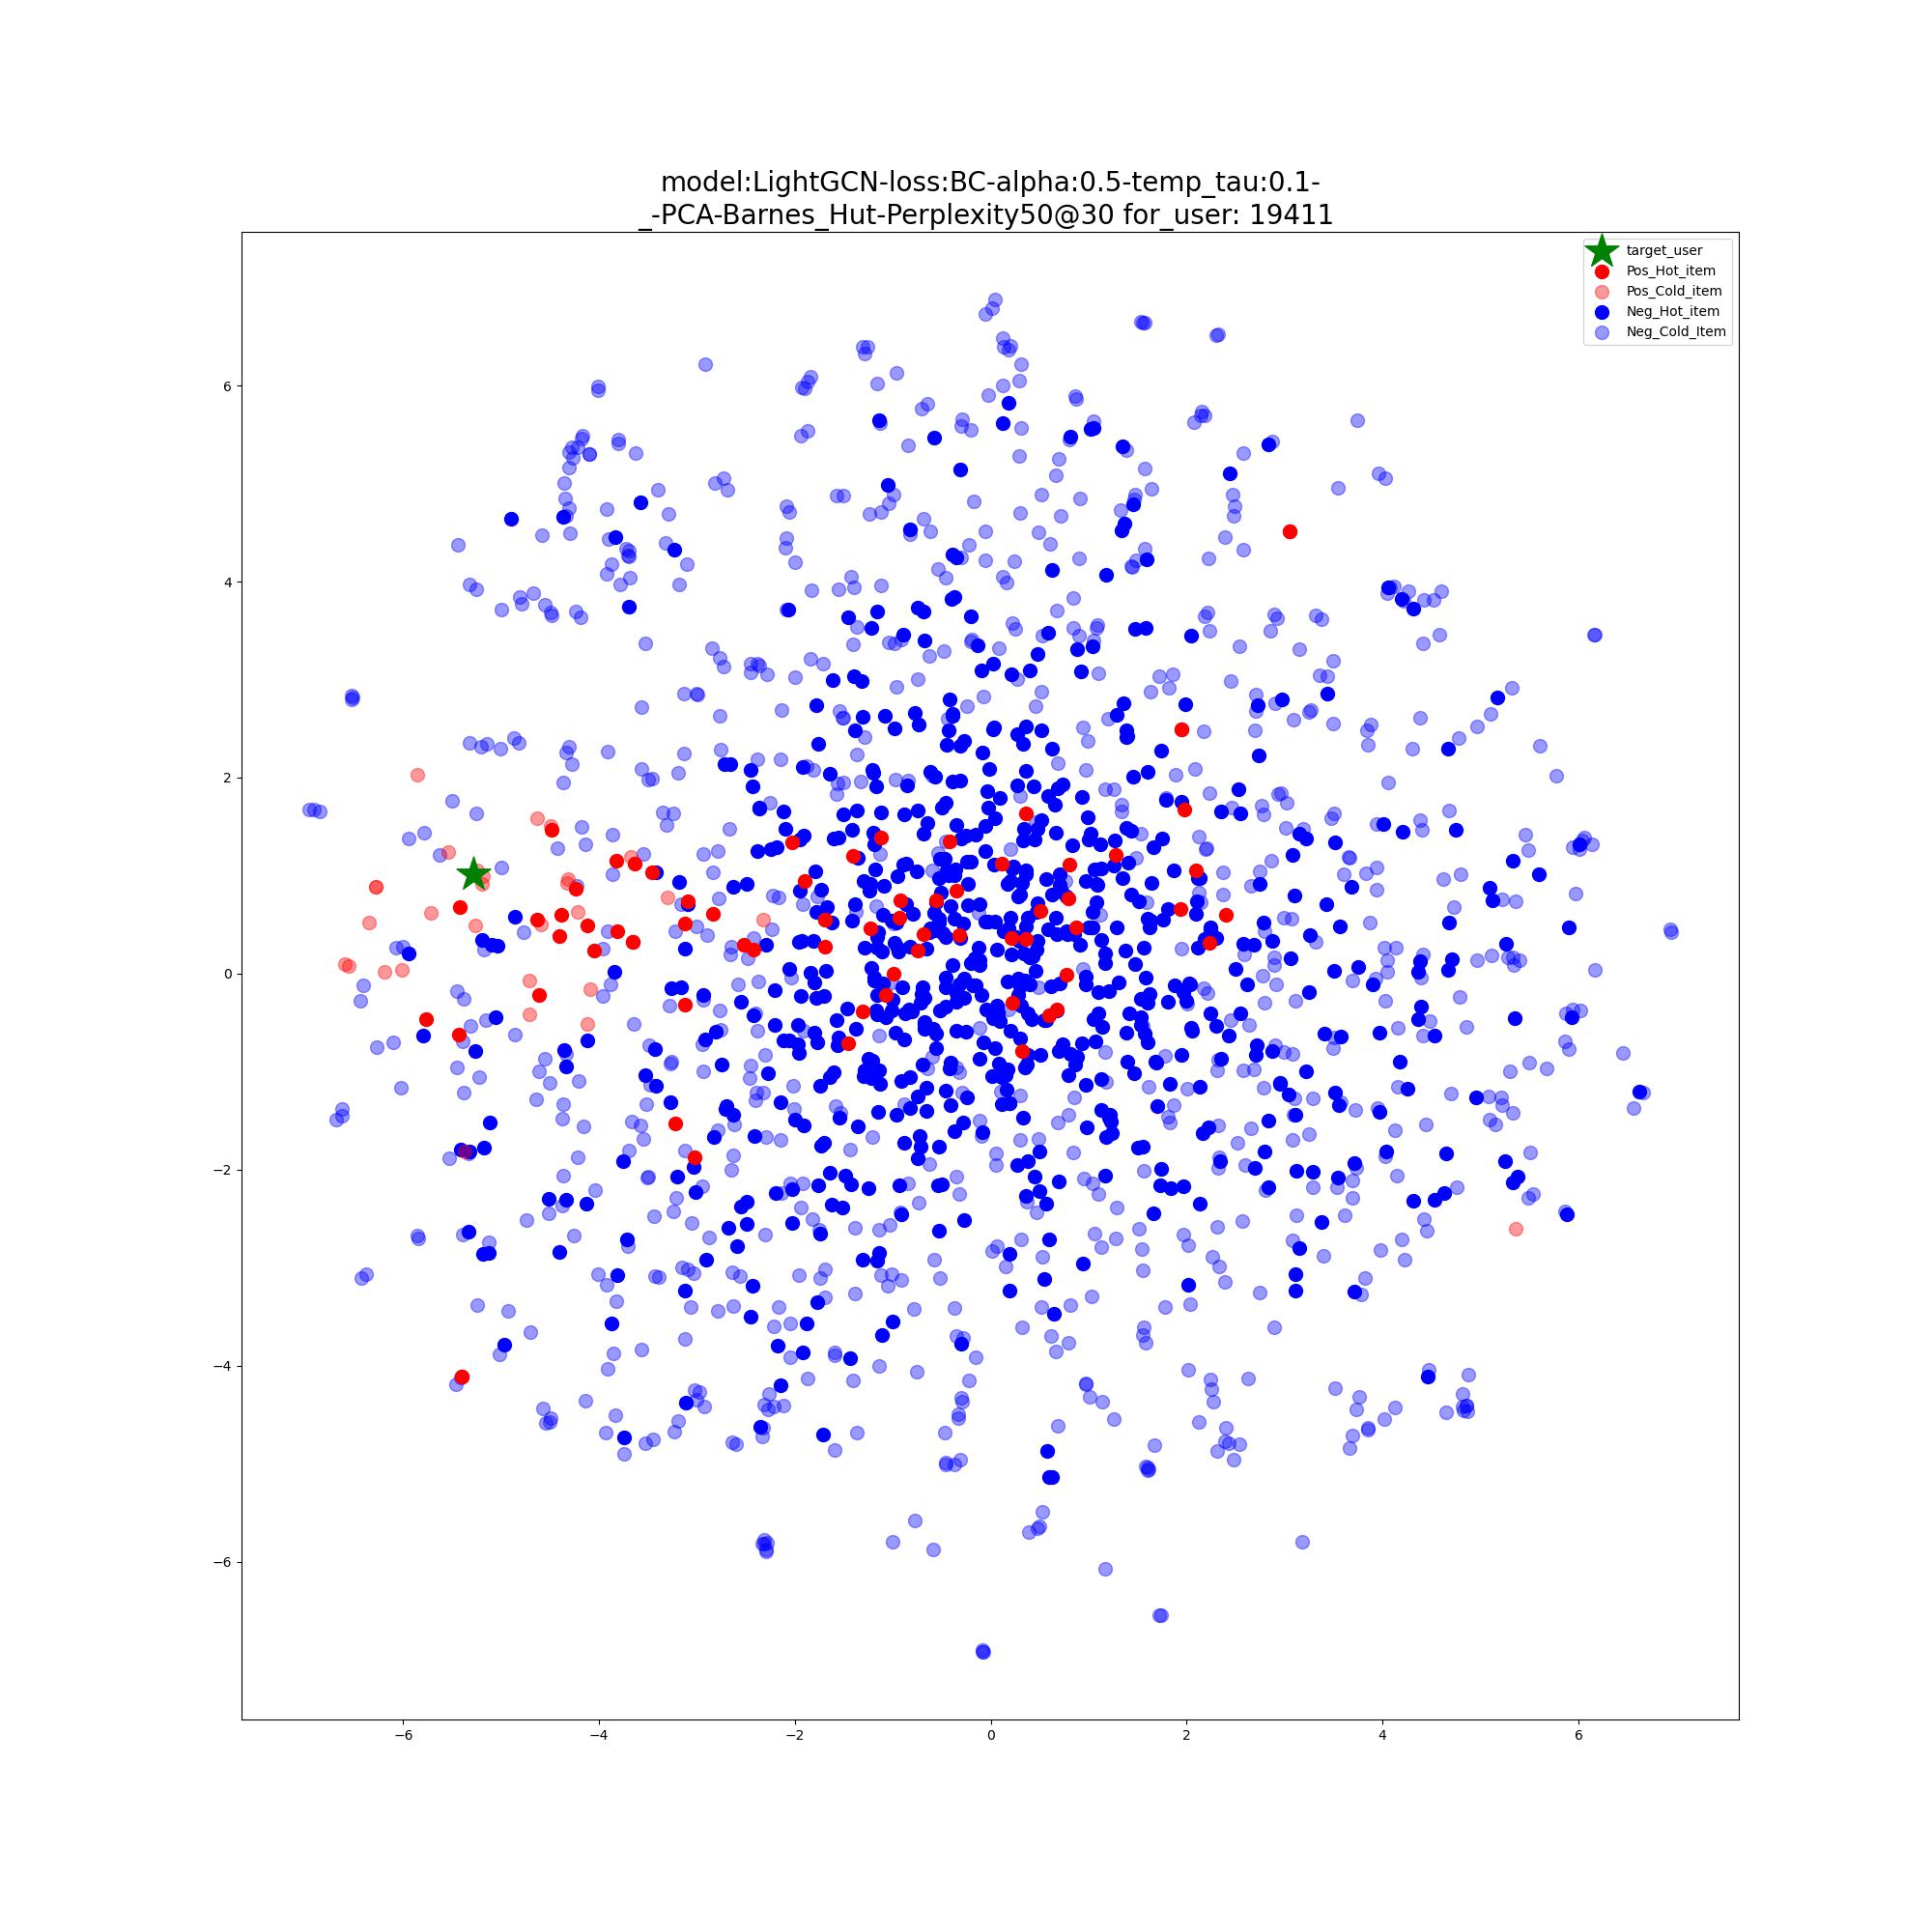 model:LightGCN-loss:BC-alpha:0.5-temp_tau:0.1-
_-PCA-Barnes_Hut-Perplexity50@30 for_user: 19411
target_user
Pos_Hot_item
Pos_Cold_item
Neg_Hot_item
Neg_Cold_Item
6
4
2
0
−2
−4
−6
−6 −4 −2 0 2 4 6